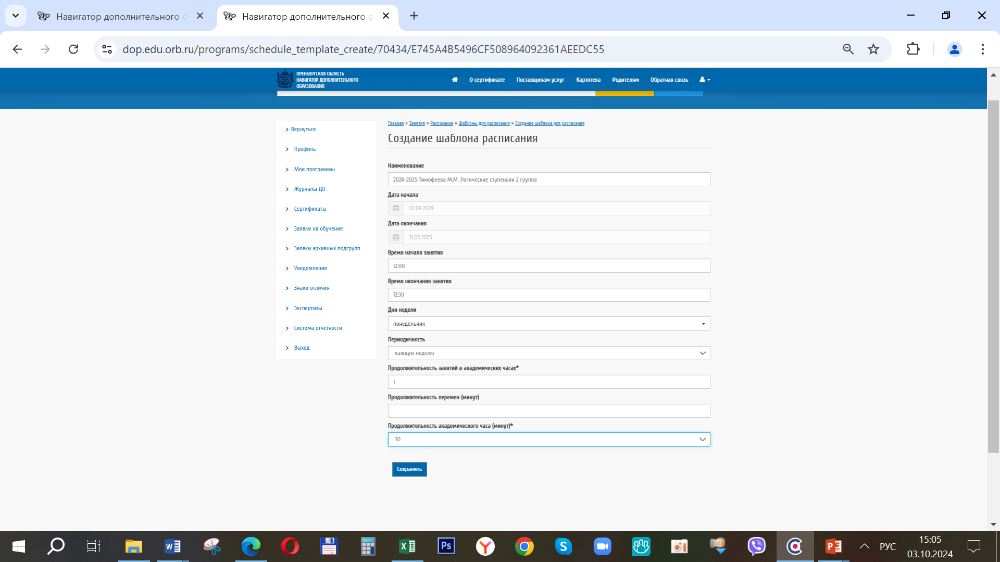 Навигатор дополнительного о
Навигатор дополнительного о
dop.edu.orb.ru/programs/schedule_template_create/70434/E745A4B5496CF508964092361AEEDC55
ОРЕНБУРГСКАЯ ОБЛАСТЬ
НАВИГАТОР ДОПОЛНИТЕЛЬНОГО
ОБРАЗОВАНИЯ
О сертификате
Поставщикам услуг
Картотека
Родителям
Обратная связь
Вернуться
Профиль
Мои программы
Журналы ДО
Сертификаты
Заявки на обучение
Заявки архивных подгрупп
Уведомления
Знаки отличия
Экспертизы
Система отчётности
Выход
Главная » Занятия » Расписание » Шаблоны для расписания » Создание шаблона для расписания
Создание шаблона расписания
Наименование
2024-2025 Тимофеева М.М. Логические ступеньки 2 группа
Дата начала
02.09.2024
Дата окончания
31.05.2025
Время начала занятия
12:00
Время окончания занятия
12:30
Дни недели
понедельник
Периодичность
каждую неделю
Продолжительность занятий в академических часах*
1
Продолжительность перемен (минут)
Продолжительность академического часа (минут)*
30
Сохранить
РУС
15:05
03.10.2024